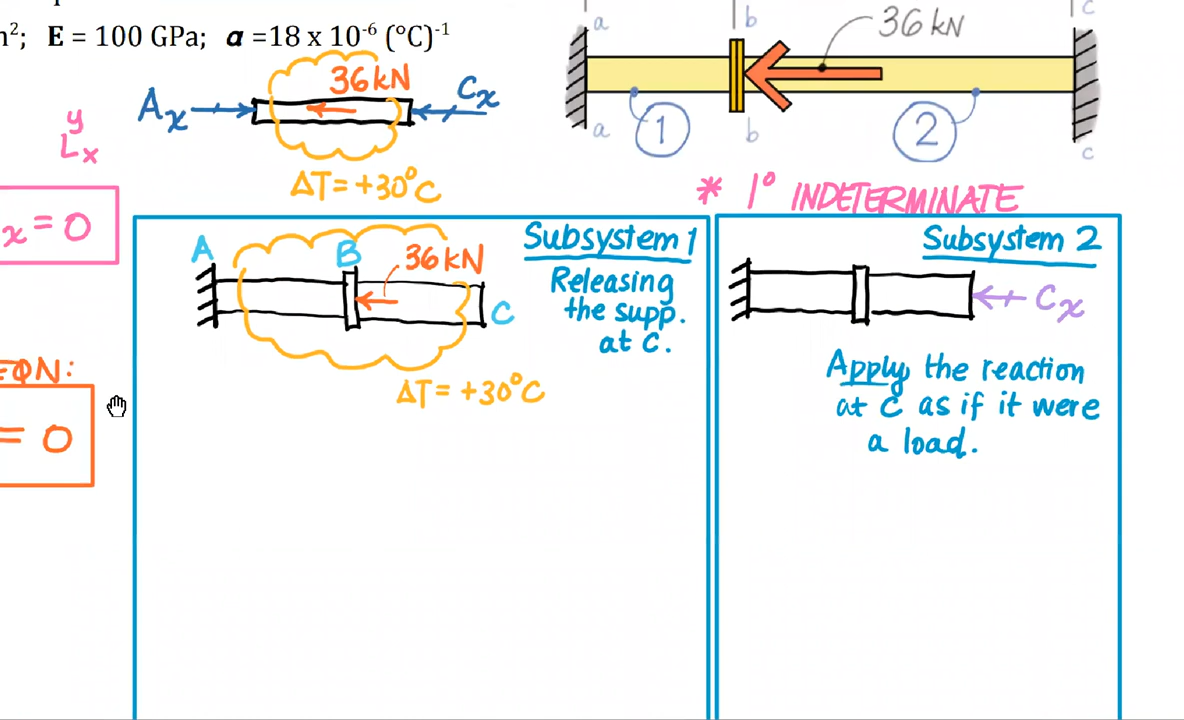 m²; E = 100 GPa; α =18 x 10⁻⁶ (°C)⁻¹
a
b
c
36 kN
Aₓ
36 kN
Cₓ
y
x
1
2
a
b
c
ΔT = +30°C
* 1° INDETERMINATE
x = 0
A
B
36 kN
C
Subsystem 1
Releasing
the supp.
at C.
ΔT = +30°C
Subsystem 2
Cₓ
Apply the reaction
at C as if it were
a load.
EQN:
= 0